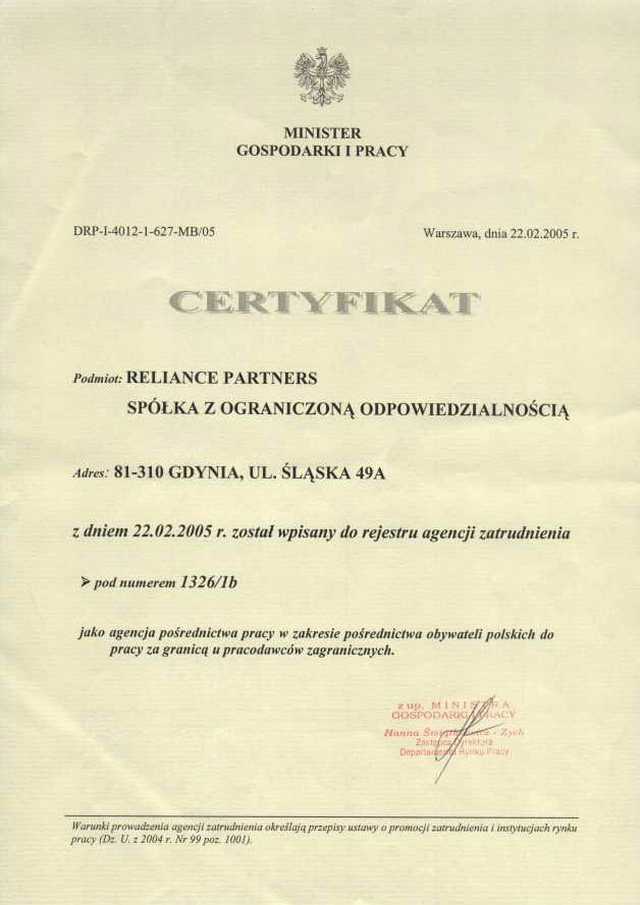 MINISTER
GOSPODARKI I PRACY
DRP-I-4012-1-627-MB/05
Warszawa, dnia 22.02.2005 r.
CERTYFIKAT
Podmiot: RELIANCE PARTNERS
SPÓŁKA Z OGRANICZONĄ ODPOWIEDZIALNOŚCIĄ
Adres: 81-310 GDYNIA, UL. ŚLĄSKA 49A
z dniem 22.02.2005 r. został wpisany do rejestru agencji zatrudnienia
➢ pod numerem 1326/1b
jako agencja pośrednictwa pracy w zakresie pośrednictwa obywateli polskich do
pracy za granicą u pracodawców zagranicznych.
z up. MINISTRA
GOSPODARKI I PRACY
Hanna - Zych
Zastępca Dyrektora
Departamentu Rynku Pracy
Warunki prowadzenia agencji zatrudnienia określają przepisy ustawy o promocji zatrudnienia i instytucjach rynku
pracy (Dz. U. z 2004 r. Nr 99 poz. 1001).